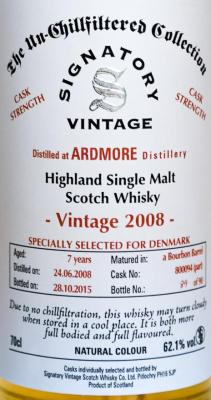 The Un-Chillfiltered Collection
SIGNATORY
S
CASK STRENGTH
CASK STRENGTH
VINTAGE
Distilled at ARDMORE Distillery
Highland Single Malt
Scotch Whisky
- Vintage 2008 -
SPECIALLY SELECTED FOR DENMARK
Aged: 7 years Matured in: a Bourbon Barrel
Distilled on: 24.06.2008 Cask No: 800094 (part)
Bottled on: 28.10.2015 Bottle No.:
Due to no chillfiltration, this whisky may turn cloudy
when stored in a cool place. It is both more
full bodied and full flavoured.
70cl NATURAL COLOUR 62.1% vol
Casks individually selected and bottled by
Signatory Vintage Scotch Whisky Co. Ltd. Pitlochry PH16 5JP
Product of Scotland